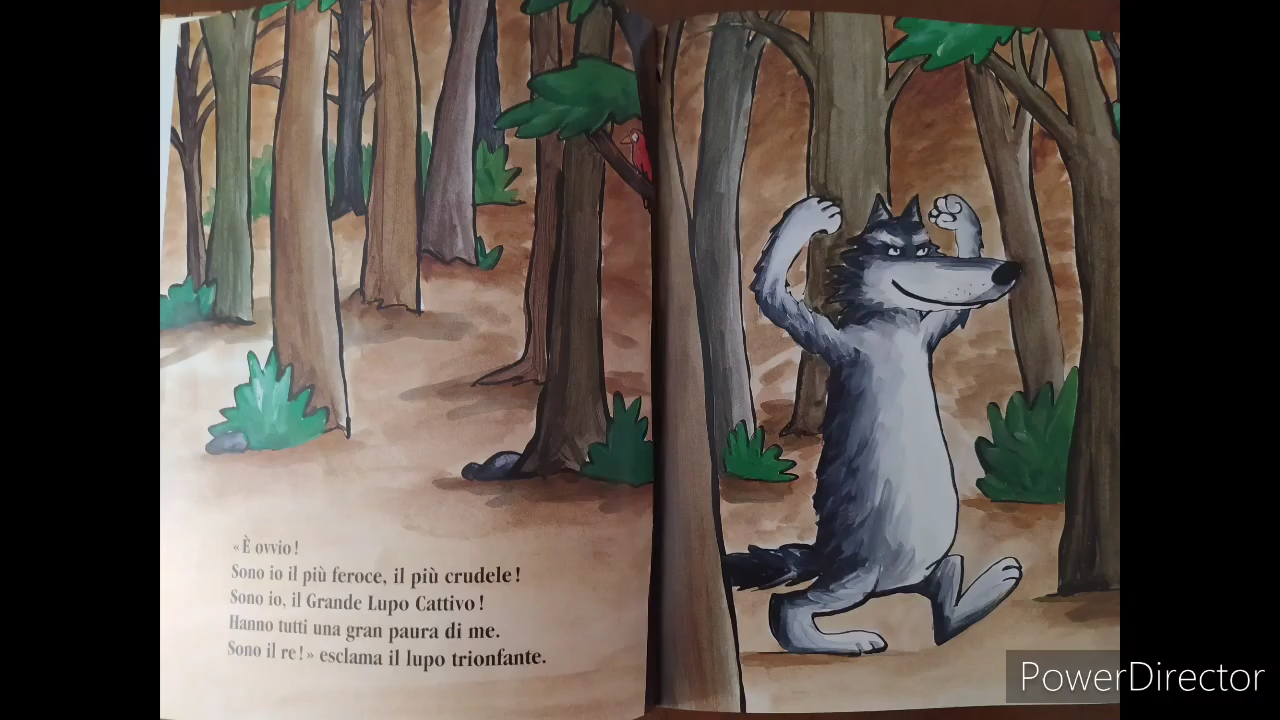 «È ovvio!
Sono io il più feroce, il più crudele!
Sono io, il Grande Lupo Cattivo!
Hanno tutti una gran paura di me.
Sono il re!» esclama il lupo trionfante.
PowerDirector